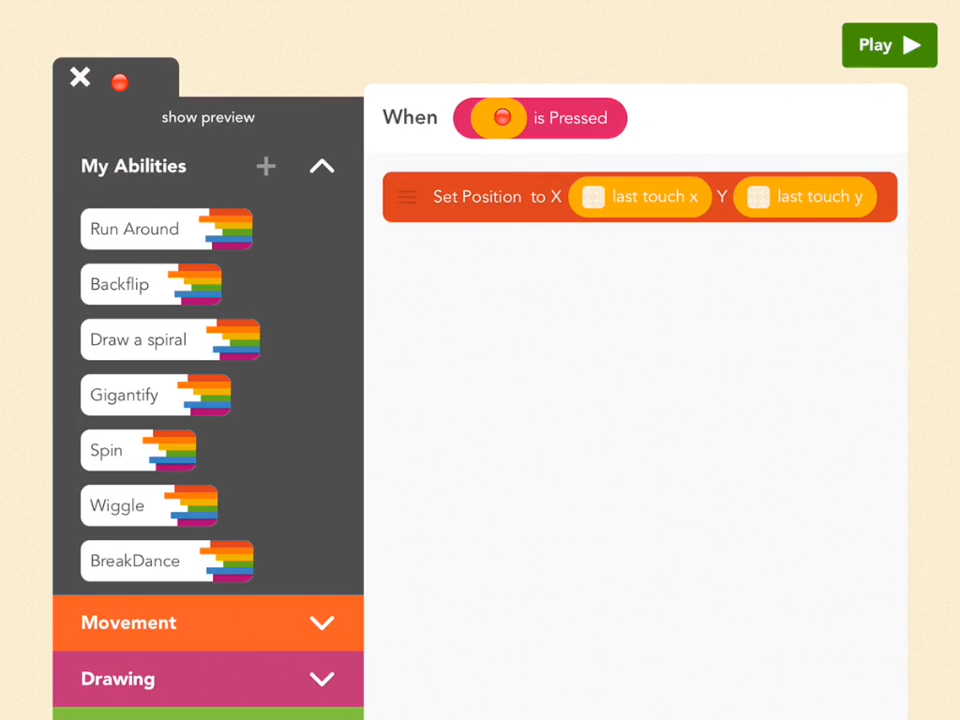 Play
show preview
When is Pressed
My Abilities
Set Position to X last touch x Y last touch y
Run Around
Backflip
Draw a spiral
Gigantify
Spin
Wiggle
BreakDance
Movement
Drawing